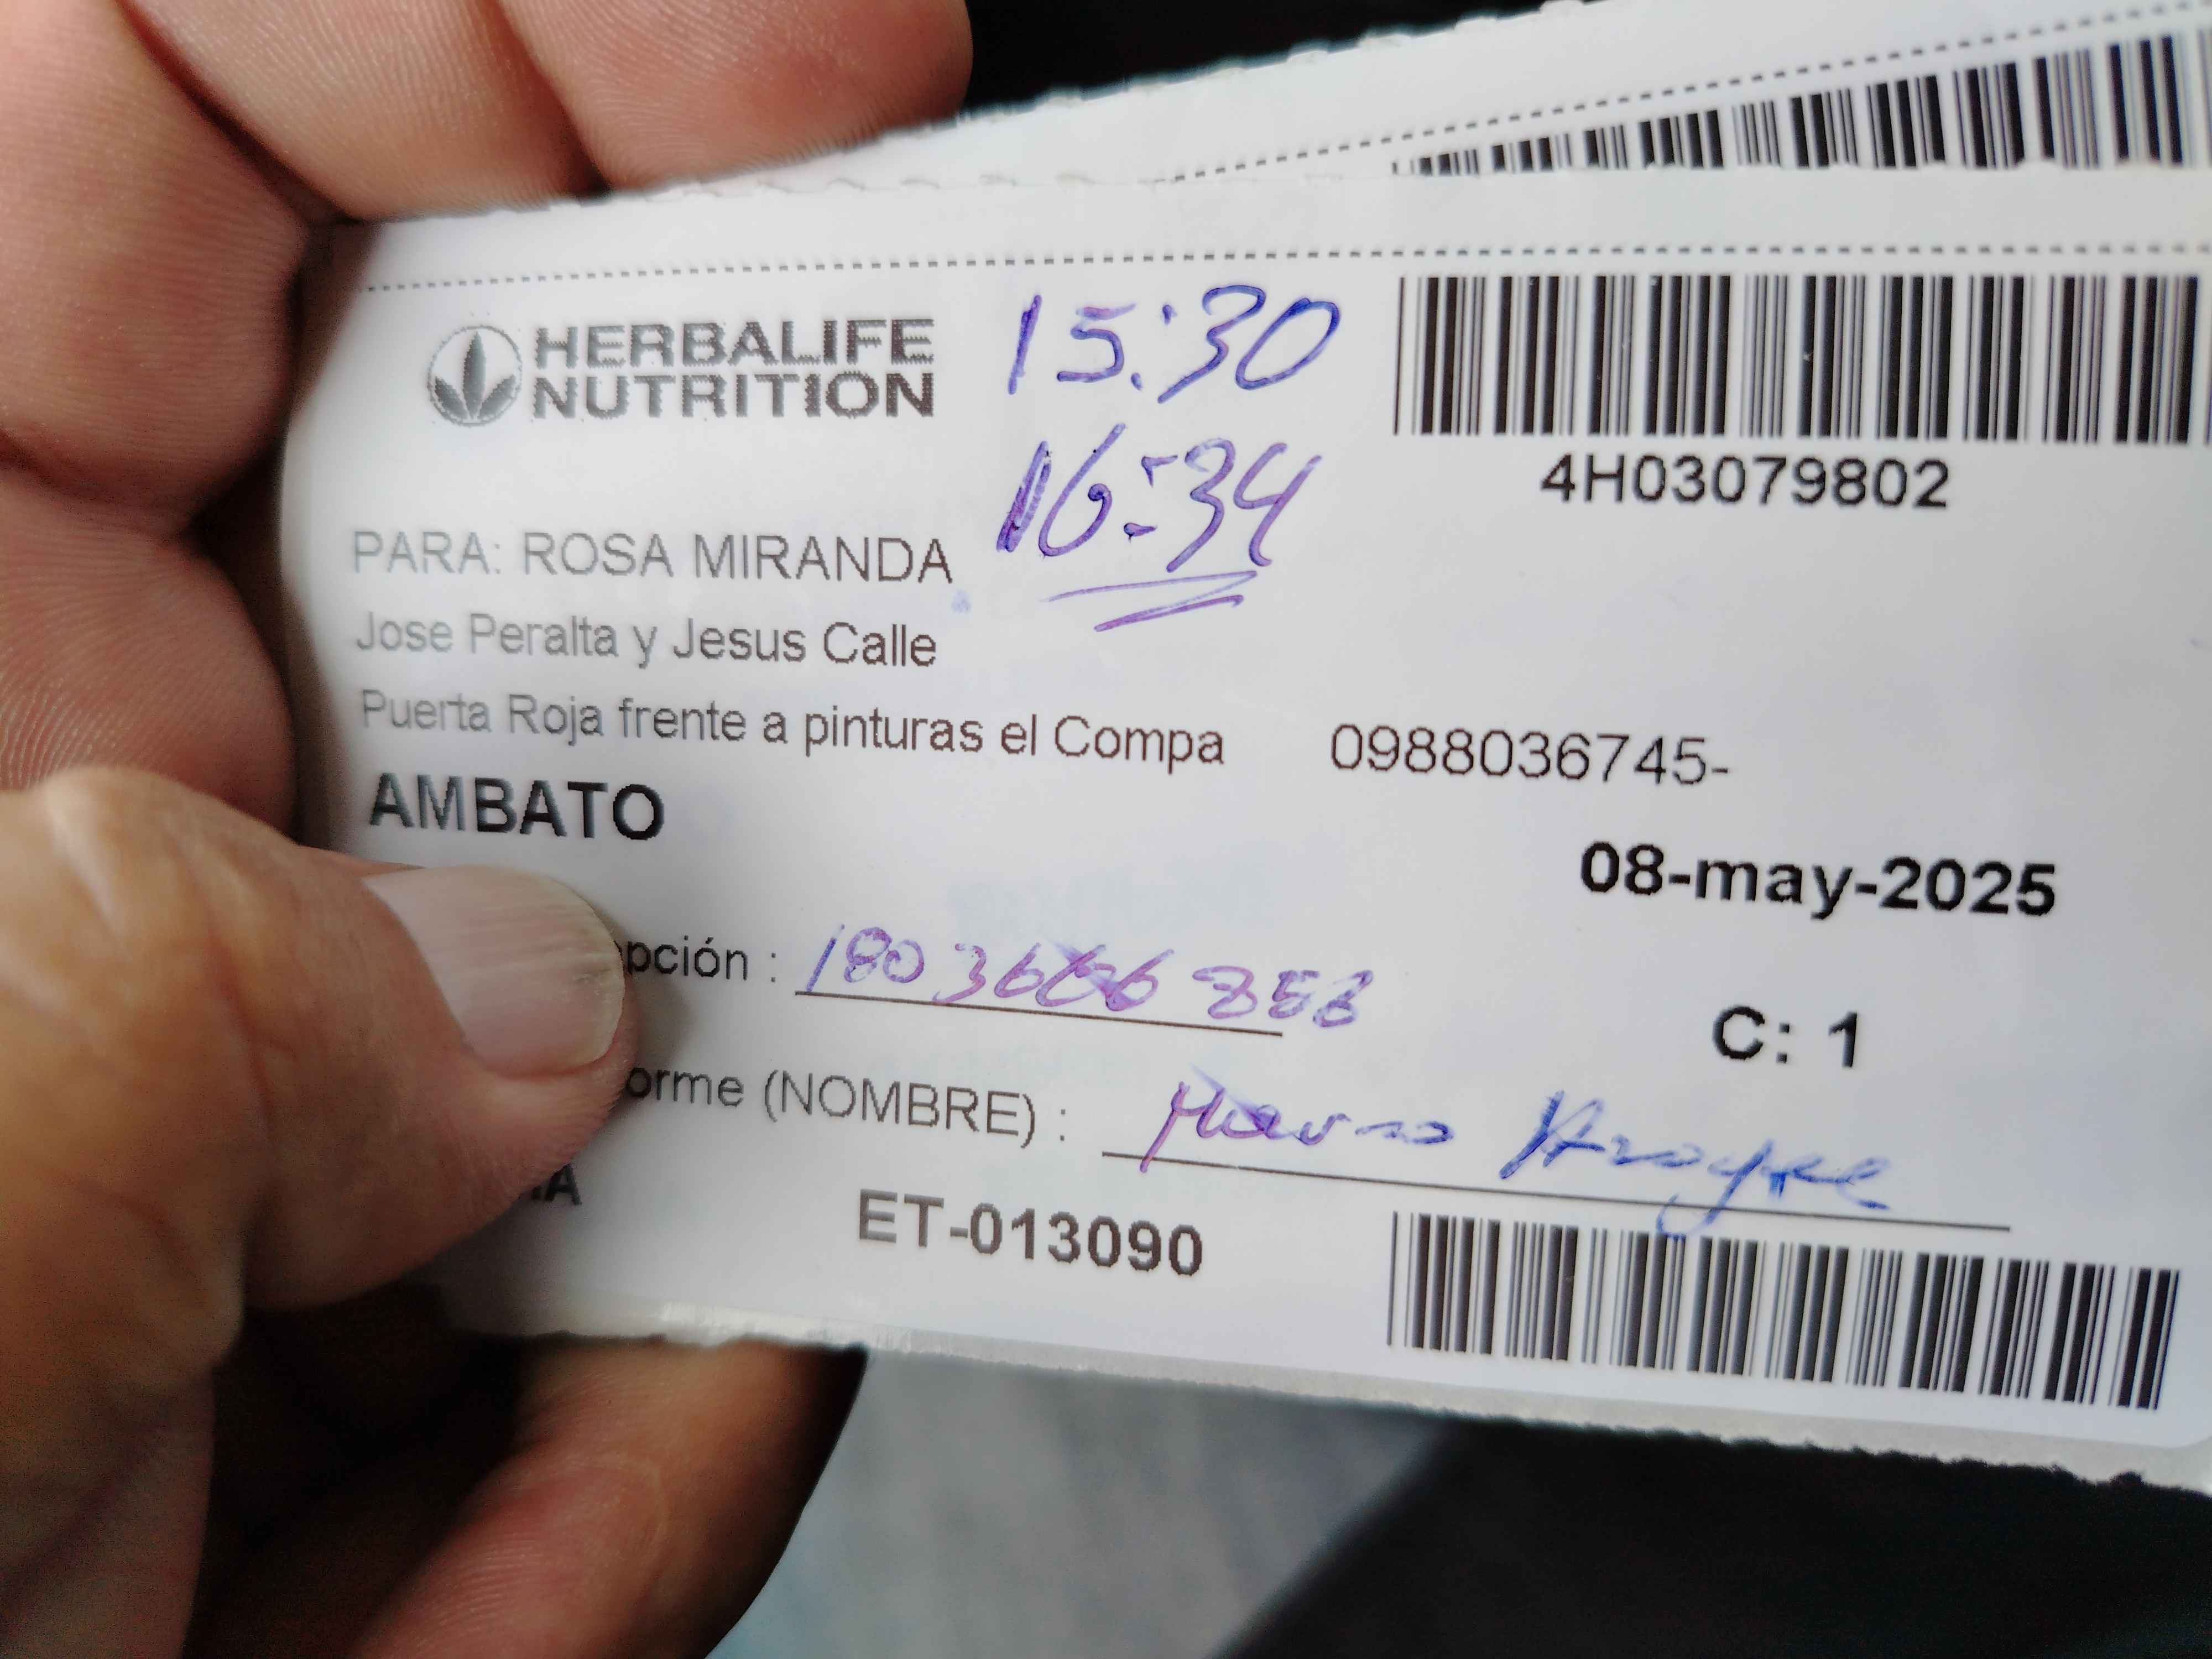 HERBALIFE
NUTRITION
15:30
16:34
4H03079802
PARA: ROSA MIRANDA
Jose Peralta y Jesus Calle
Puerta Roja frente a pinturas el Compa 0988036745-
AMBATO
08-may-2025
pción :
C: 1
orme (NOMBRE) :
ET-013090